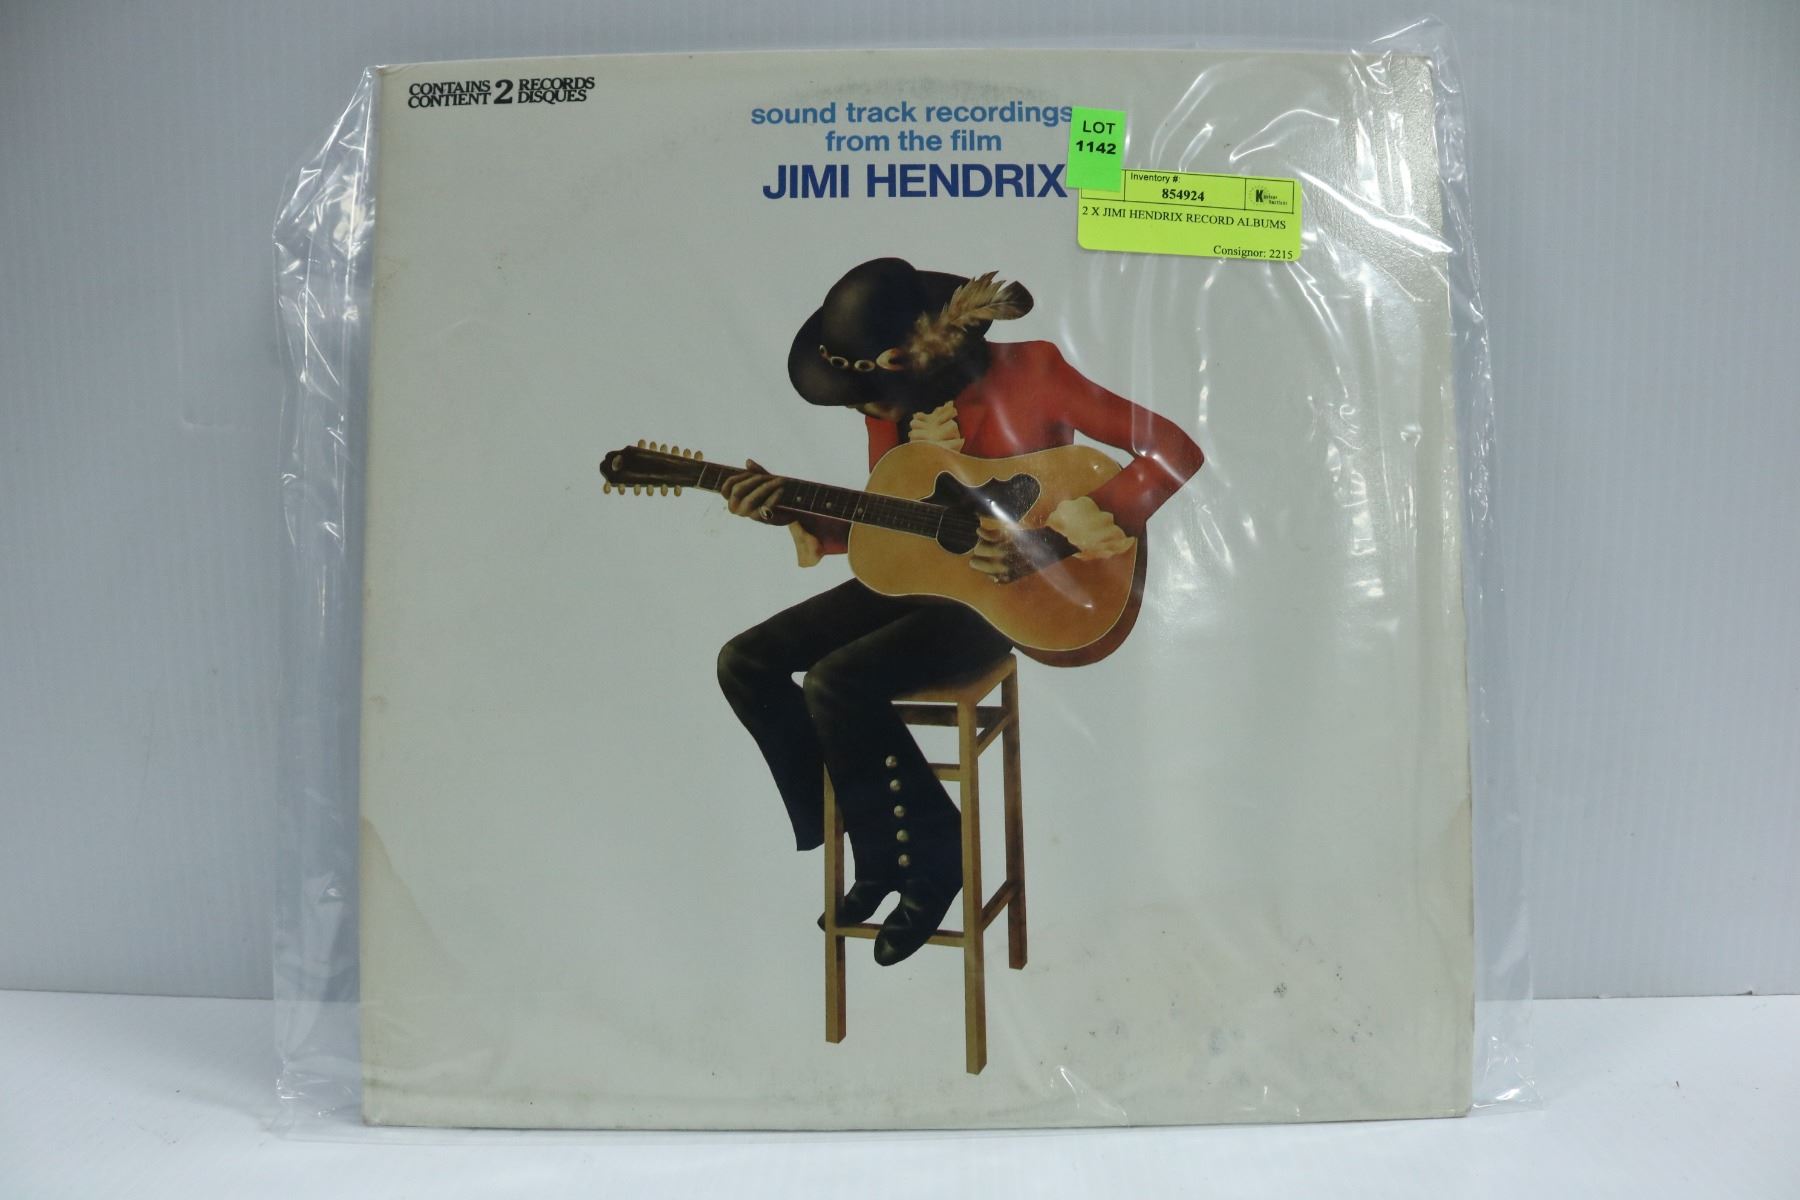 CONTAINS 2 RECORDS
CONTIENT DISQUES
sound track recordings
from the film
JIMI HENDRIX
LOT
1142
Inventory #:
854924
2 X JIMI HENDRIX RECORD ALBUMS
Consignor: 2215